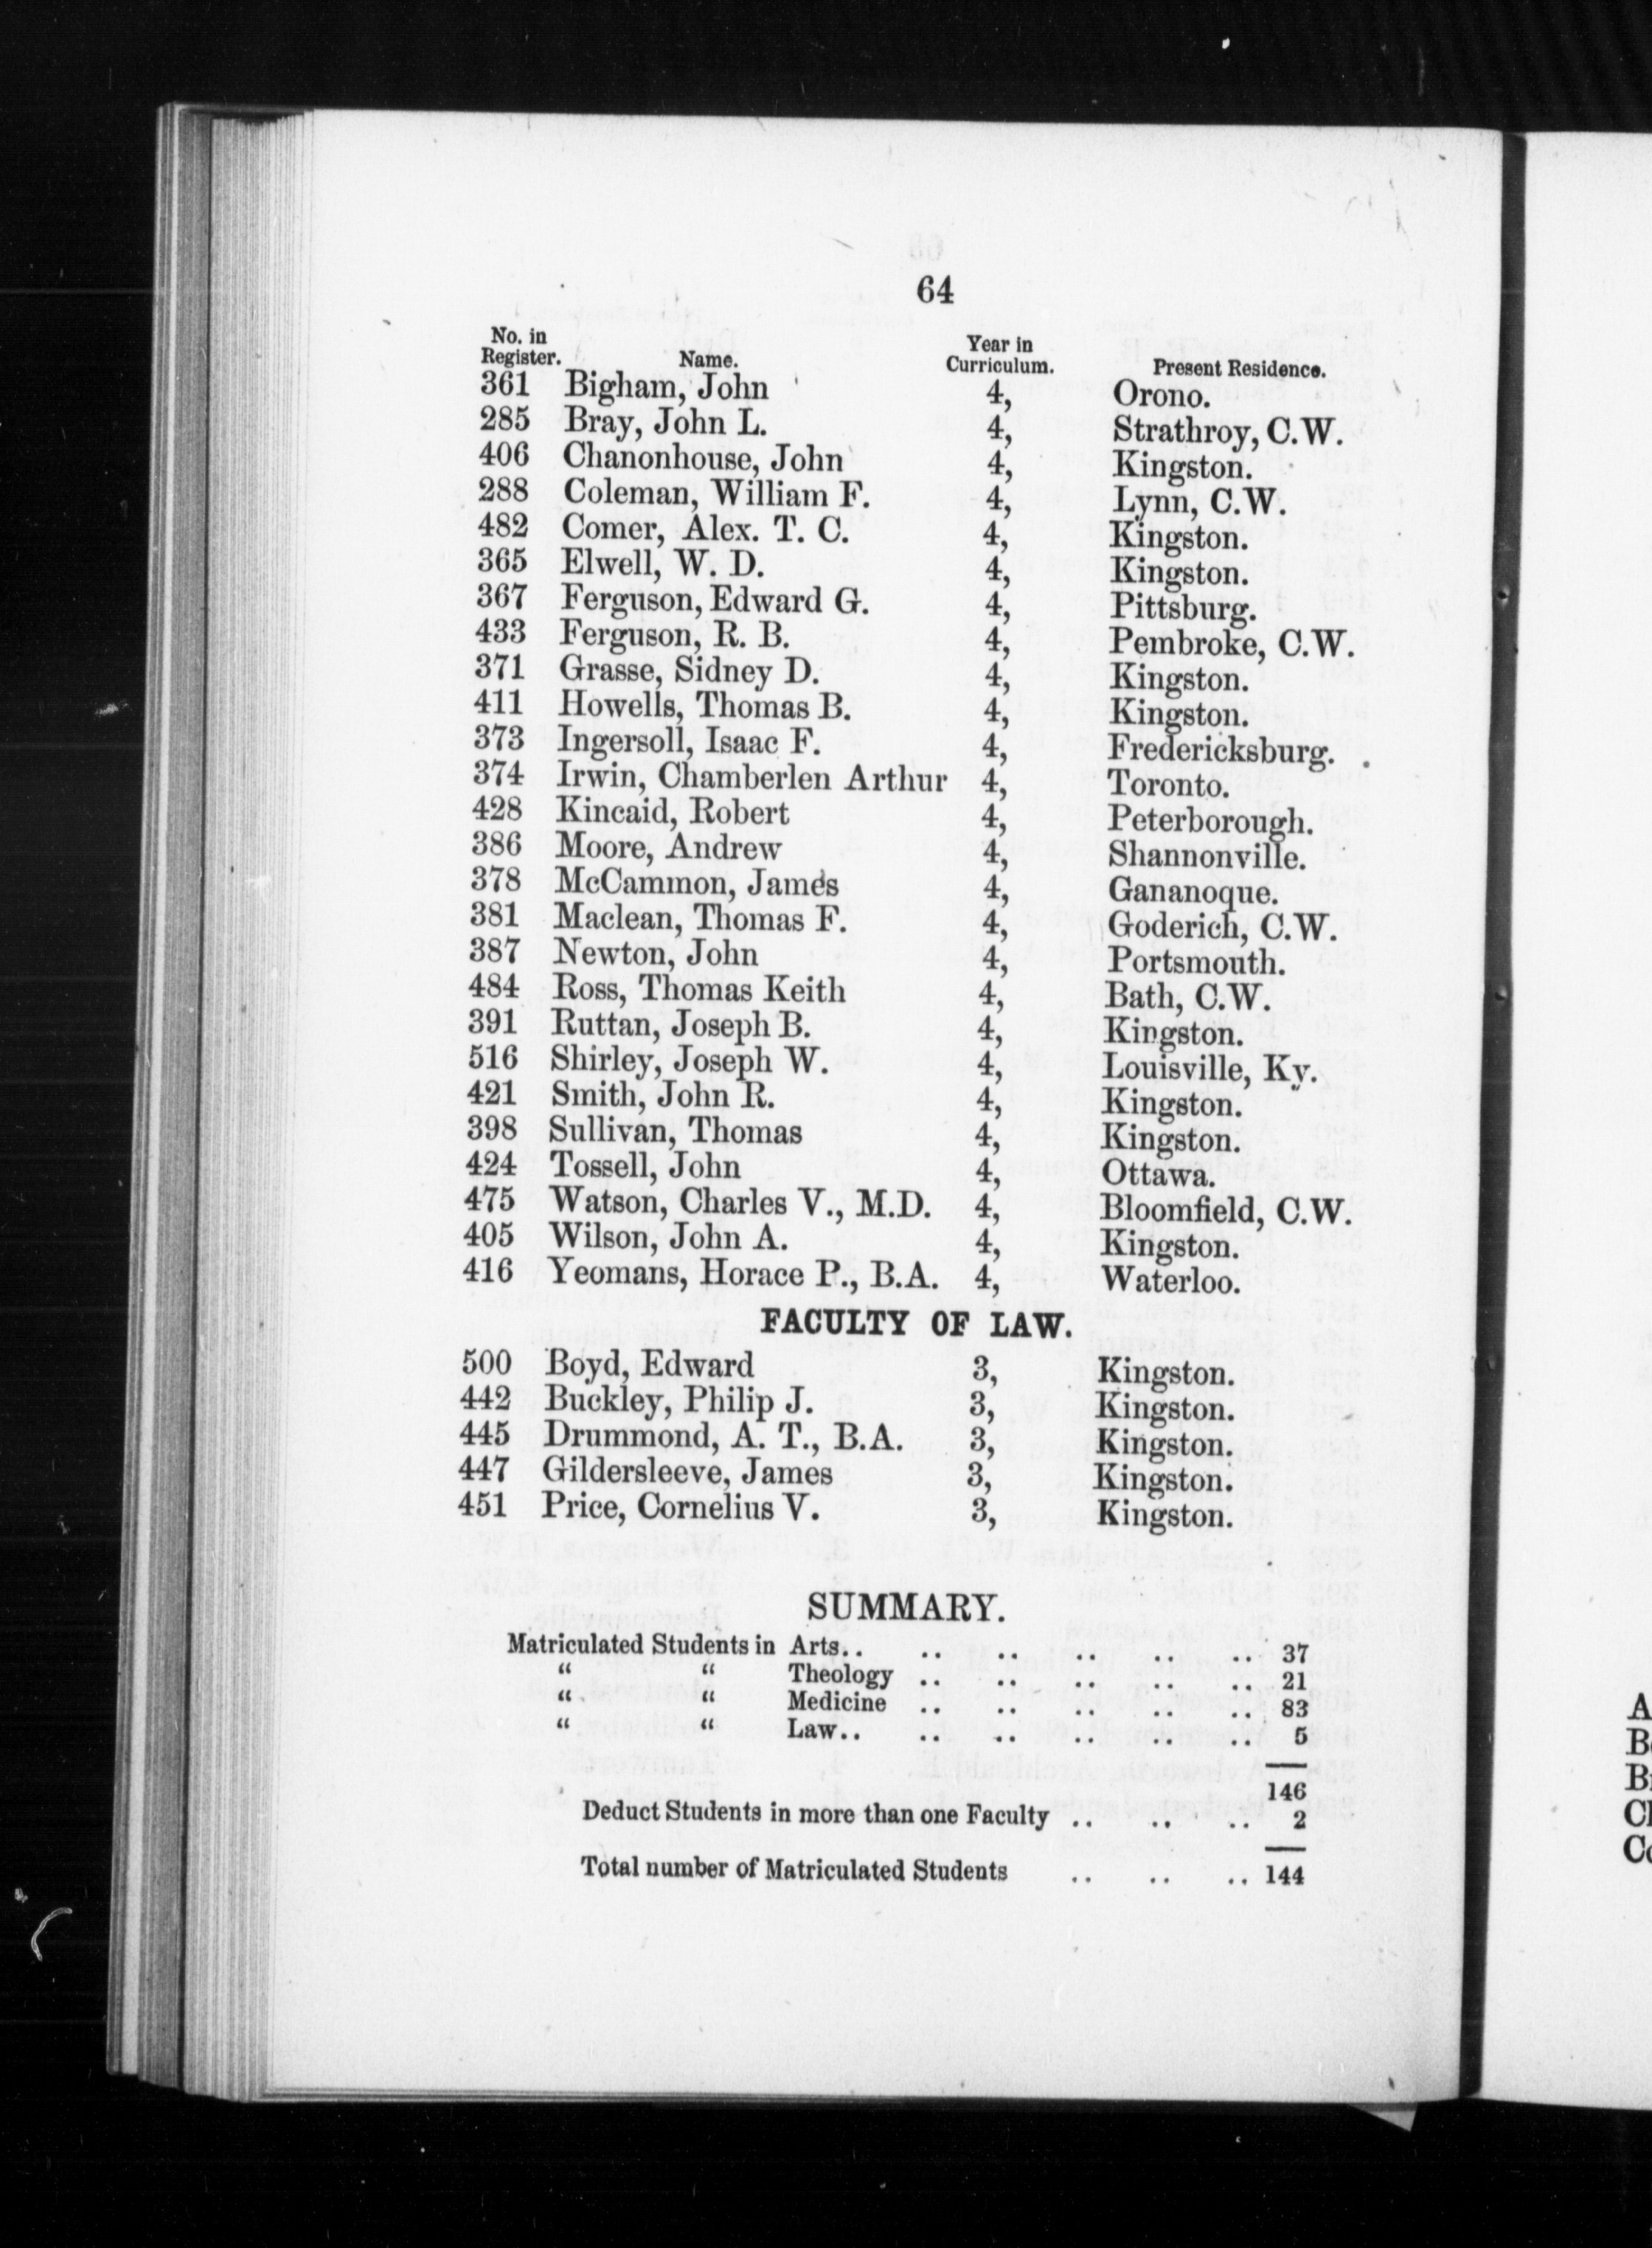 64
No. in Register. Name. Year in Curriculum. Present Residence.
361 Bigham, John 4, Orono.
285 Bray, John L. 4, Strathroy, C.W.
406 Chanonhouse, John 4, Kingston.
288 Coleman, William F. 4, Lynn, C.W.
482 Comer, Alex. T. C. 4, Kingston.
365 Elwell, W. D. 4, Kingston.
367 Ferguson, Edward G. 4, Pittsburg.
433 Ferguson, R. B. 4, Pembroke, C.W.
371 Grasse, Sidney D. 4, Kingston.
411 Howells, Thomas B. 4, Kingston.
373 Ingersoll, Isaac F. 4, Fredericksburg.
374 Irwin, Chamberlen Arthur 4, Toronto.
428 Kincaid, Robert 4, Peterborough.
386 Moore, Andrew 4, Shannonville.
378 McCammon, James 4, Gananoque.
381 Maclean, Thomas F. 4, Goderich, C.W.
387 Newton, John 4, Portsmouth.
484 Ross, Thomas Keith 4, Bath, C.W.
391 Ruttan, Joseph B. 4, Kingston.
516 Shirley, Joseph W. 4, Louisville, Ky.
421 Smith, John R. 4, Kingston.
398 Sullivan, Thomas 4, Kingston.
424 Tossell, John 4, Ottawa.
475 Watson, Charles V., M.D. 4, Bloomfield, C.W.
405 Wilson, John A. 4, Kingston.
416 Yeomans, Horace P., B.A. 4, Waterloo.
FACULTY OF LAW.
500 Boyd, Edward 3, Kingston.
442 Buckley, Philip J. 3, Kingston.
445 Drummond, A. T., B.A. 3, Kingston.
447 Gildersleeve, James 3, Kingston.
451 Price, Cornelius V. 3, Kingston.
SUMMARY.
Matriculated Students in Arts.. .. .. .. .. .. 37
" " Theology .. .. .. .. .. 21
" " Medicine .. .. .. .. .. 83
" " Law.. .. .. .. .. .. 5
146
Deduct Students in more than one Faculty .. .. .. 2
Total number of Matriculated Students .. .. .. 144